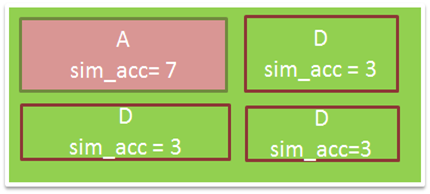 A
sim_acc= 7
D
sim_acc = 3
D
sim_acc = 3
D
sim_acc=3